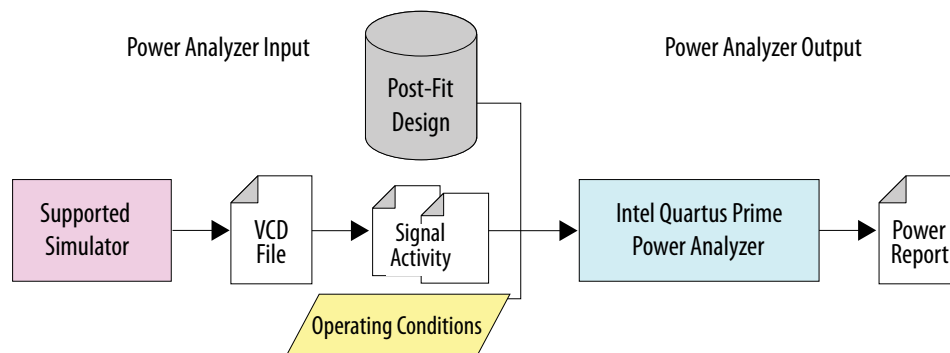 Power Analyzer Input
Power Analyzer Output
Post-Fit
Design
Supported
Simulator
VCD
File
Signal
Activity
Intel Quartus Prime
Power Analyzer
Power
Report
Operating Conditions